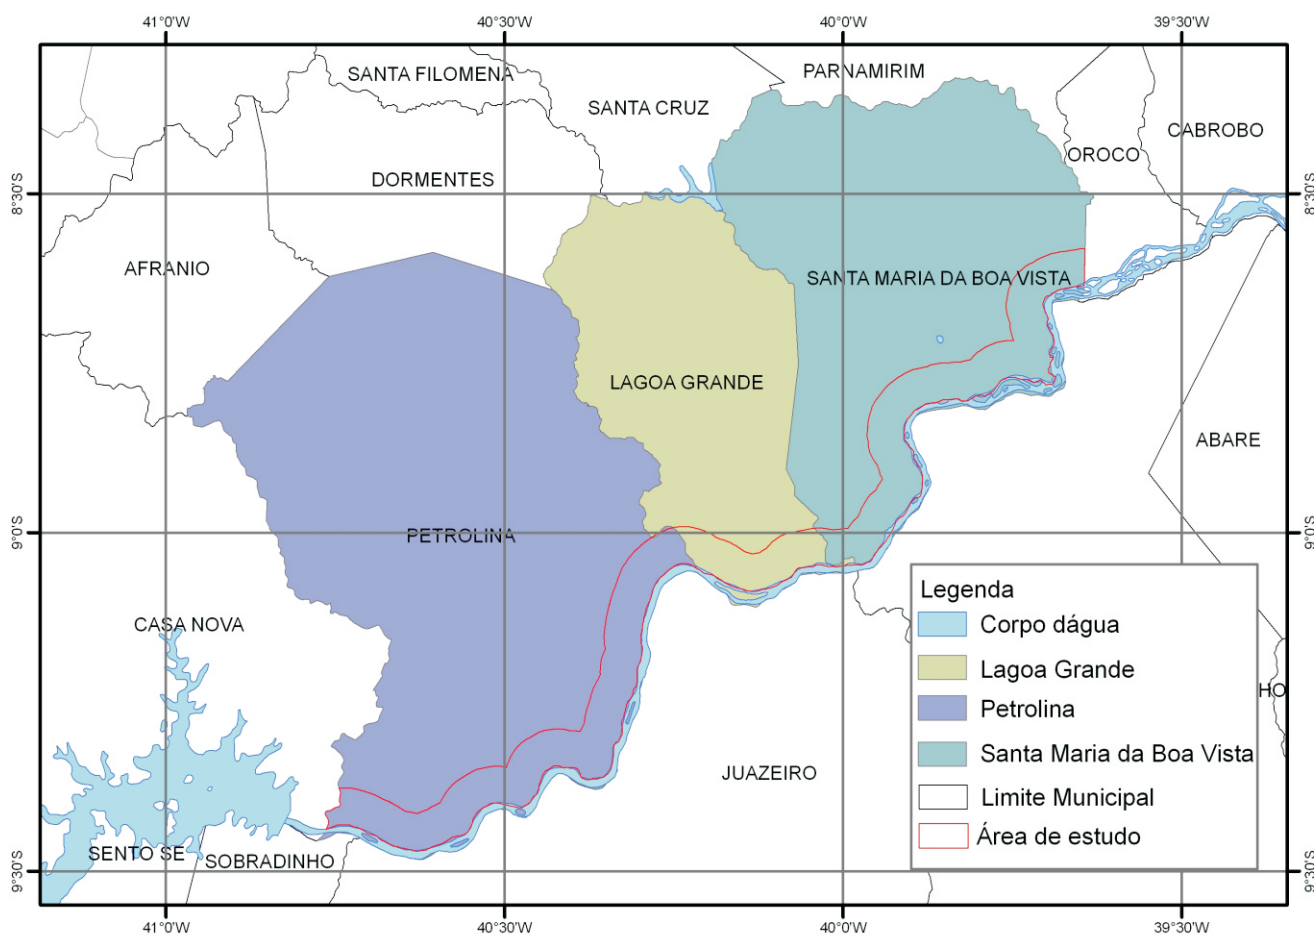 41°0'W
40°30'W
40°0'W
39°30'W
SANTA FILOMENA
PARNAMIRIM
SANTA CRUZ
CABROBO
OROCO
DORMENTES
8°30'S
8°30'S
AFRANIO
SANTA MARIA DA BOA VISTA
LAGOA GRANDE
ABARE
9°0'S
PETROLINA
9°0'S
CASA NOVA
HO
JUAZEIRO
SENTO SE
SOBRADINHO
9°30'S
9°30'S
Legenda
Corpo dágua
Lagoa Grande
Petrolina
Santa Maria da Boa Vista
Limite Municipal
Área de estudo
41°0'W
40°30'W
40°0'W
39°30'W